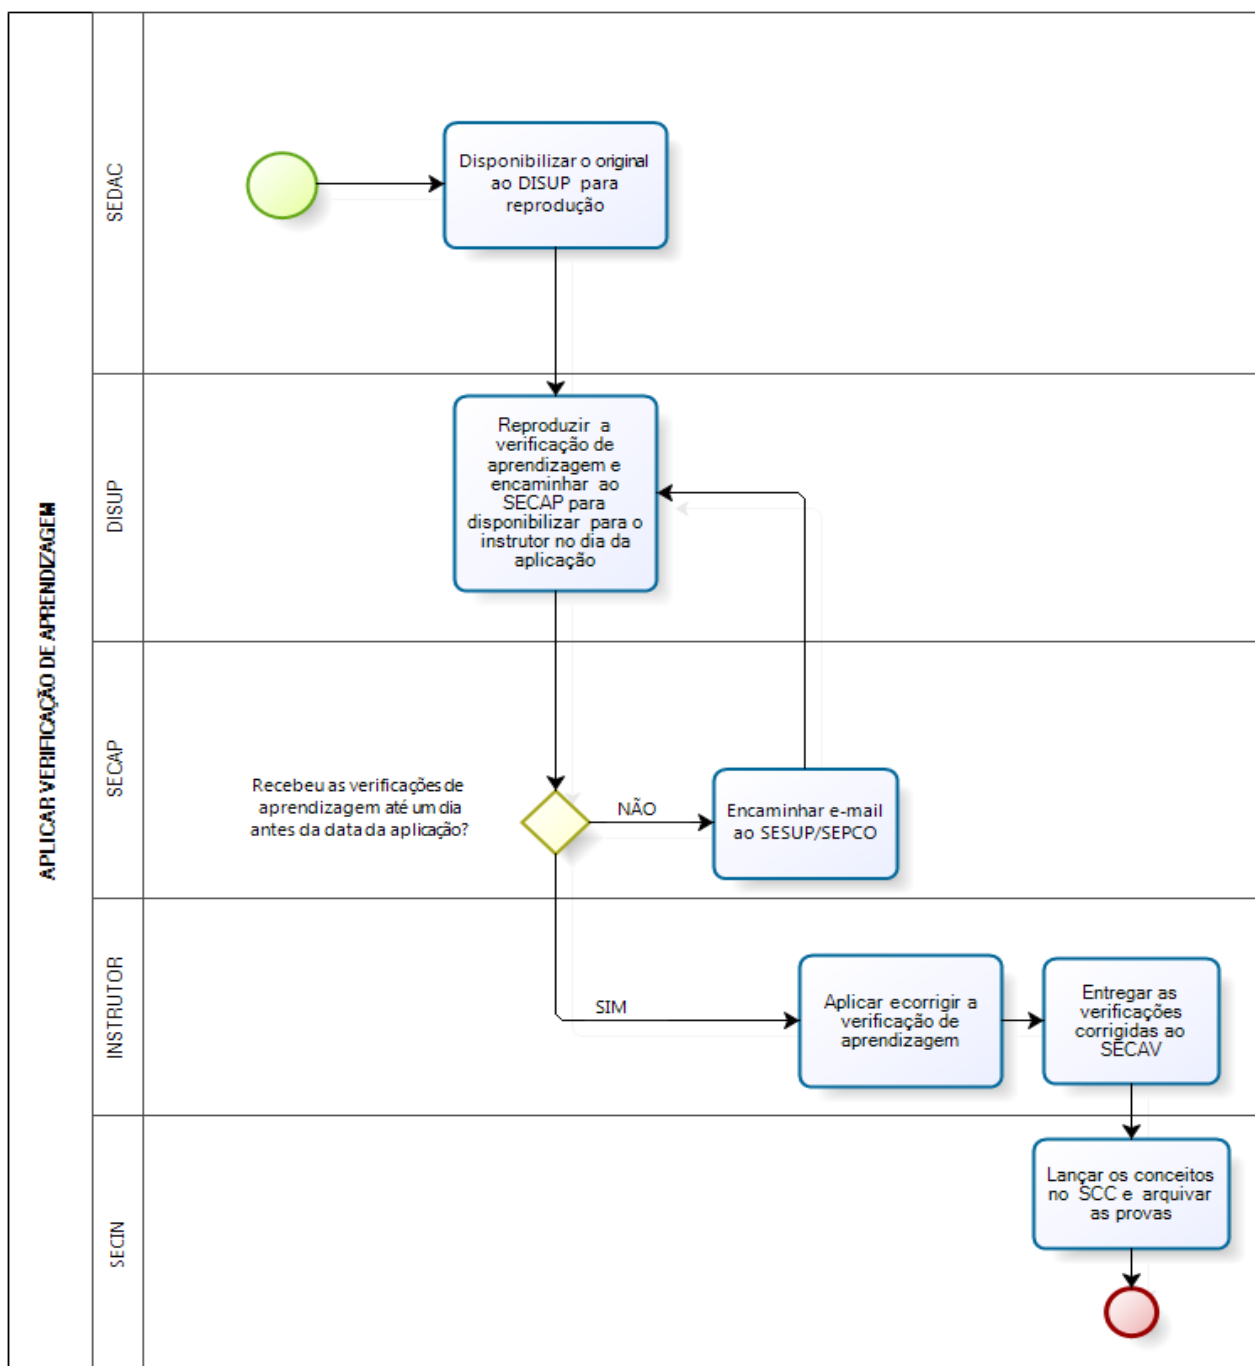 APLICAR VERIFICAÇÃO DE APRENDIZAGEM
SEDAC
Disponibilizar o original
ao DISUP para
reprodução
DISUP
Reproduzir a
verificação de
aprendizagem e
encaminhar ao
SECAP para
disponibilizar para o
instrutor no dia da
aplicação
SECAP
Recebeu as verificações de
aprendizagem até um dia
antes da data da aplicação?
NÃO
Encaminhar e-mail
ao SESUP/SEPCO
INSTRUTOR
SIM
Aplicar ecorrigir a
verificação de
aprendizagem
Entregar as
verificações
corrigidas ao
SECAV
SECIN
Lançar os conceitos
no SCC e arquivar
as provas